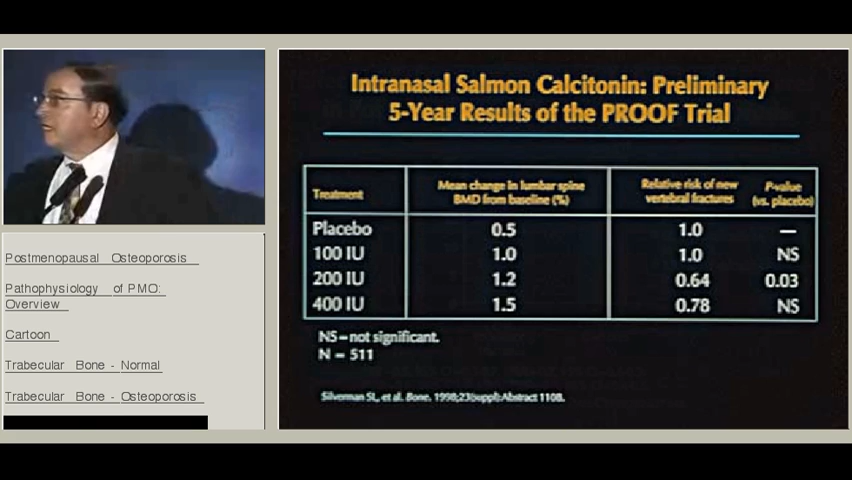 Intranasal Salmon Calcitonin: Preliminary
5-Year Results of the PROOF Trial
Treatment
Mean change in lumbar spine
BMD from baseline (%)
Relative risk of new
vertebral fractures
P-value
(vs. placebo)
Placebo 0.5 1.0 —
100 IU 1.0 1.0 NS
200 IU 1.2 0.64 0.03
400 IU 1.5 0.78 NS
NS = not significant.
N = 511
Silverman SL, et al. Bone. 1998;23(suppl):Abstract 1108.
Postmenopausal Osteoporosis
Pathophysiology of PMO:
Overview
Cartoon
Trabecular Bone - Normal
Trabecular Bone - Osteoporosis